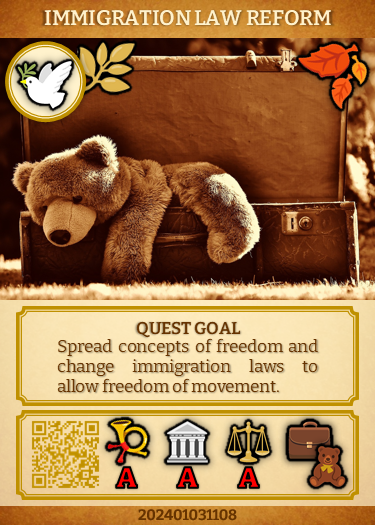 IMMIGRATION LAW REFORM
QUEST GOAL
Spread concepts of freedom and
change immigration laws to
allow freedom of movement.
A A A
202401031108